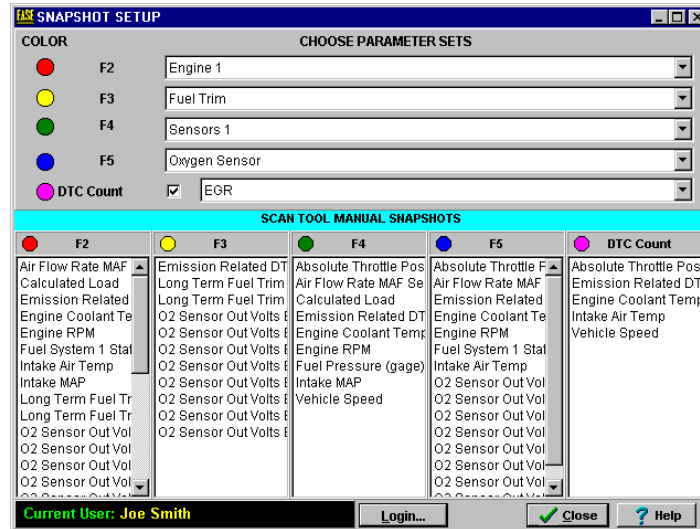 EASE SNAPSHOT SETUP
COLOR CHOOSE PARAMETER SETS
F2 Engine 1
F3 Fuel Trim
F4 Sensors 1
F5 Oxygen Sensor
DTC Count EGR
SCAN TOOL MANUAL SNAPSHOTS
F2 F3 F4 F5 DTC Count
Air Flow Rate MAF
Calculated Load
Emission Related
Engine Coolant Te
Engine RPM
Fuel System 1 Stat
Intake Air Temp
Intake MAP
Long Term Fuel Tr
Long Term Fuel Tr
O2 Sensor Out Vol
O2 Sensor Out Vol
O2 Sensor Out Vol
O2 Sensor Out Vol
Emission Related DT
Long Term Fuel Trim
Long Term Fuel Trim
O2 Sensor Out Volts B
O2 Sensor Out Volts B
O2 Sensor Out Volts B
O2 Sensor Out Volts B
O2 Sensor Out Volts B
O2 Sensor Out Volts B
O2 Sensor Out Volts B
O2 Sensor Out Volts B
Absolute Throttle Pos
Air Flow Rate MAF Se
Calculated Load
Emission Related DT
Engine Coolant Temp
Engine RPM
Fuel Pressure (gage)
Intake MAP
Vehicle Speed
Absolute Throttle P
Air Flow Rate MAF
Emission Related
Engine Coolant Te
Engine RPM
Fuel System 1 Stat
Intake Air Temp
O2 Sensor Out Vol
O2 Sensor Out Vol
O2 Sensor Out Vol
O2 Sensor Out Vol
O2 Sensor Out Vol
O2 Sensor Out Vol
Absolute Throttle Pos
Emission Related DT
Engine Coolant Temp
Intake Air Temp
Vehicle Speed
Current User: Joe Smith Login... Close Help